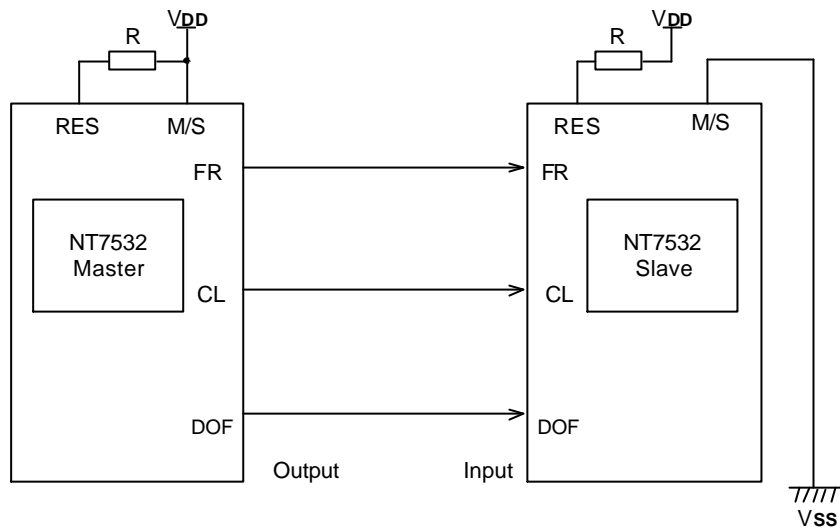 VDD
R
RES
M/S
FR
NT7532
Master
CL
DOF
Output
VDD
R
RES
M/S
FR
NT7532
Slave
CL
DOF
Input
VSS